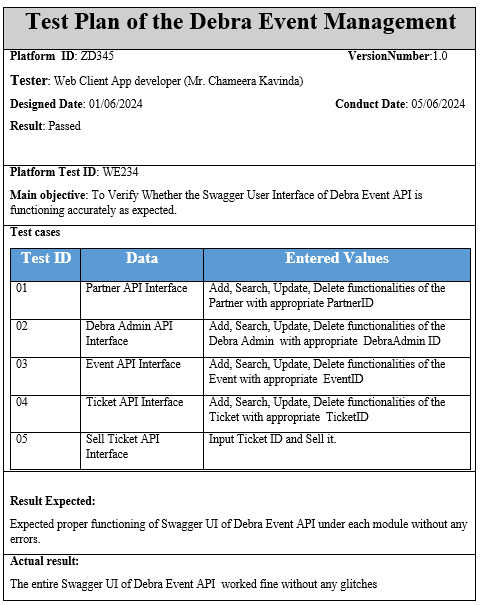 Test Plan of the Debra Event Management
Platform ID: ZD345 VersionNumber:1.0
Tester: Web Client App developer (Mr. Chameera Kavinda)
Designed Date: 01/06/2024 Conduct Date: 05/06/2024
Result: Passed
Platform Test ID: WE234
Main objective: To Verify Whether the Swagger User Interface of Debra Event API is
functioning accurately as expected.
Test cases
Test ID Data Entered Values
01 Partner API Interface Add, Search, Update, Delete functionalities of the
Partner with appropriate PartnerID
02 Debra Admin API Add, Search, Update, Delete functionalities of the
Interface Debra Admin with appropriate DebraAdmin ID
03 Event API Interface Add, Search, Update, Delete functionalities of the
Event with appropriate EventID
04 Ticket API Interface Add, Search, Update, Delete functionalities of the
Ticket with appropriate TicketID
05 Sell Ticket API Input Ticket ID and Sell it.
Interface
Result Expected:
Expected proper functioning of Swagger UI of Debra Event API under each module without any
errors.
Actual result:
The entire Swagger UI of Debra Event API worked fine without any glitches